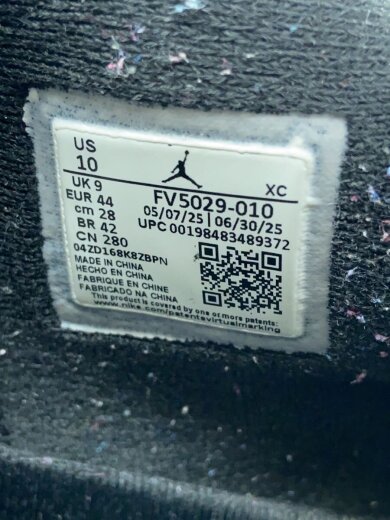 US
10
XC
UK 9
EUR 44
cm 28
BR 42
CN 280
FV5029-010
05/07/25 | 06/30/25
UPC 00198483489372
04ZD168K8ZBPN
MADE IN CHINA
HECHO EN CHINA
FABRIQUE EN CHINE
FABRICADO NA CHINA
This product is covered by one of more patents:
www.nike.com/patentsvirtualmarking